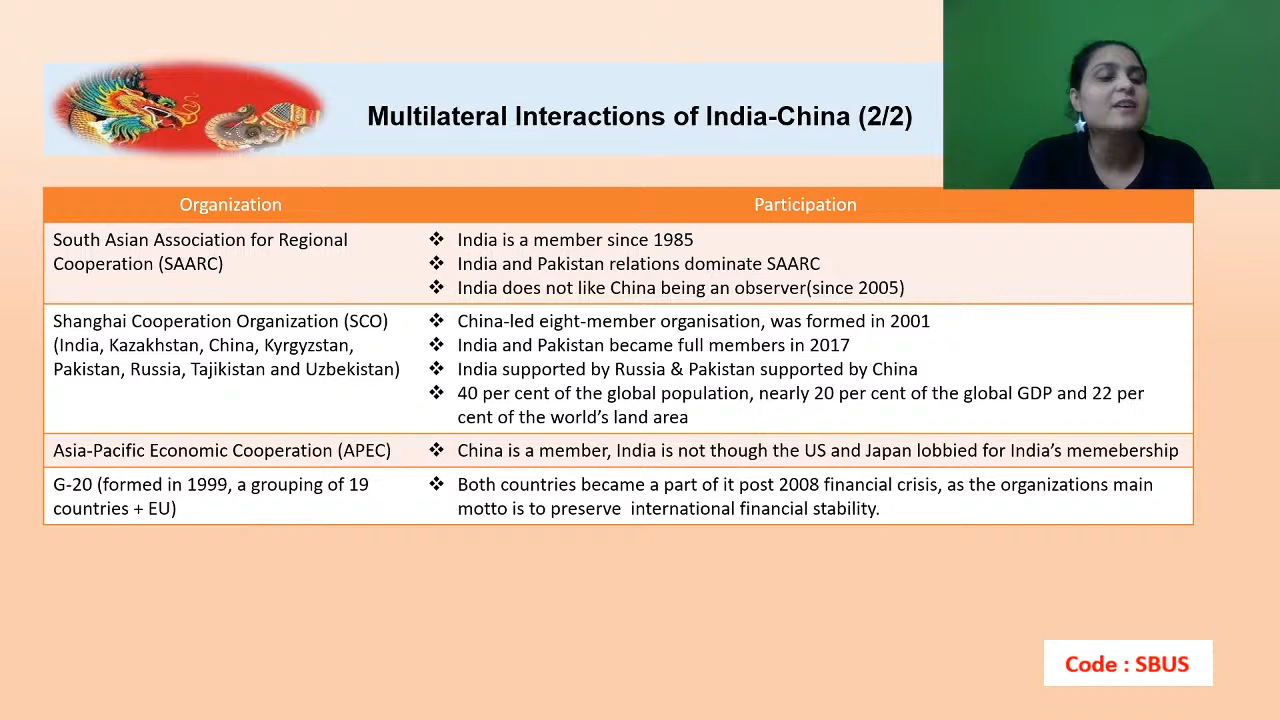 Multilateral Interactions of India-China (2/2)
Organization
Participation
South Asian Association for Regional
Cooperation (SAARC)
❖ India is a member since 1985
❖ India and Pakistan relations dominate SAARC
❖ India does not like China being an observer(since 2005)
Shanghai Cooperation Organization (SCO)
(India, Kazakhstan, China, Kyrgyzstan,
Pakistan, Russia, Tajikistan and Uzbekistan)
❖ China-led eight-member organisation, was formed in 2001
❖ India and Pakistan became full members in 2017
❖ India supported by Russia & Pakistan supported by China
❖ 40 per cent of the global population, nearly 20 per cent of the global GDP and 22 per
cent of the world’s land area
Asia-Pacific Economic Cooperation (APEC)
❖ China is a member, India is not though the US and Japan lobbied for India’s memebership
G-20 (formed in 1999, a grouping of 19
countries + EU)
❖ Both countries became a part of it post 2008 financial crisis, as the organizations main
motto is to preserve  international financial stability.
Code : SBUS